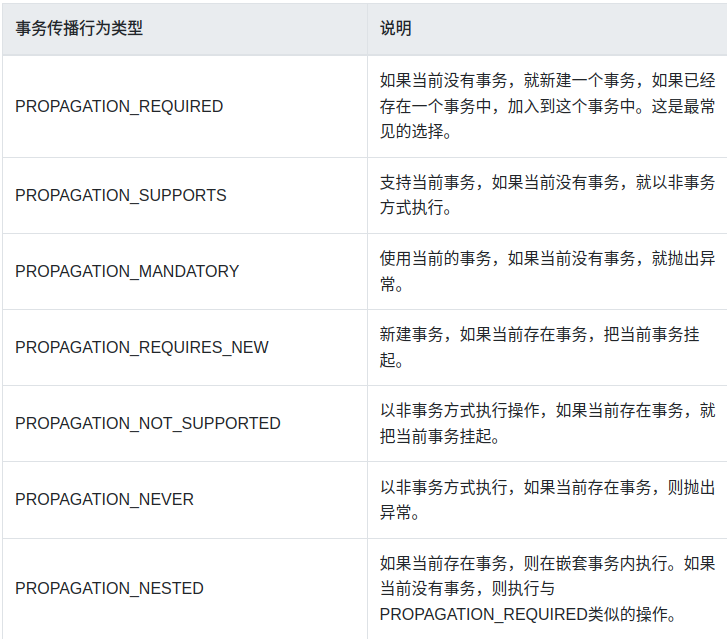 事务传播行为类型
说明
PROPAGATION_REQUIRED
如果当前没有事务，就新建一个事务，如果已经
存在一个事务中，加入到这个事务中。这是最常
见的选择。
PROPAGATION_SUPPORTS
支持当前事务，如果当前没有事务，就以非事务
方式执行。
PROPAGATION_MANDATORY
使用当前的事务，如果当前没有事务，就抛出异
常。
PROPAGATION_REQUIRES_NEW
新建事务，如果当前存在事务，把当前事务挂
起。
PROPAGATION_NOT_SUPPORTED
以非事务方式执行操作，如果当前存在事务，就
把当前事务挂起。
PROPAGATION_NEVER
以非事务方式执行，如果当前存在事务，则抛出
异常。
PROPAGATION_NESTED
如果当前存在事务，则在嵌套事务内执行。如果
当前没有事务，则执行与
PROPAGATION_REQUIRED类似的操作。